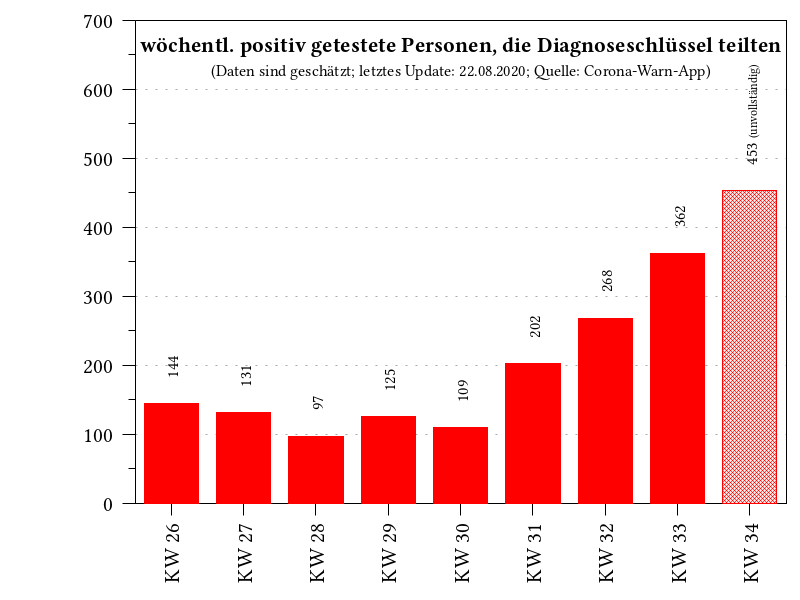 wöchentl. positiv getestete Personen, die Diagnoseschlüssel teilten
(Daten sind geschätzt; letztes Update: 22.08.2020; Quelle: Corona-Warn-App)
700
600
500
400
300
200
100
0
144
131
97
125
109
202
268
362
453 (unvollständig)
KW 26
KW 27
KW 28
KW 29
KW 30
KW 31
KW 32
KW 33
KW 34